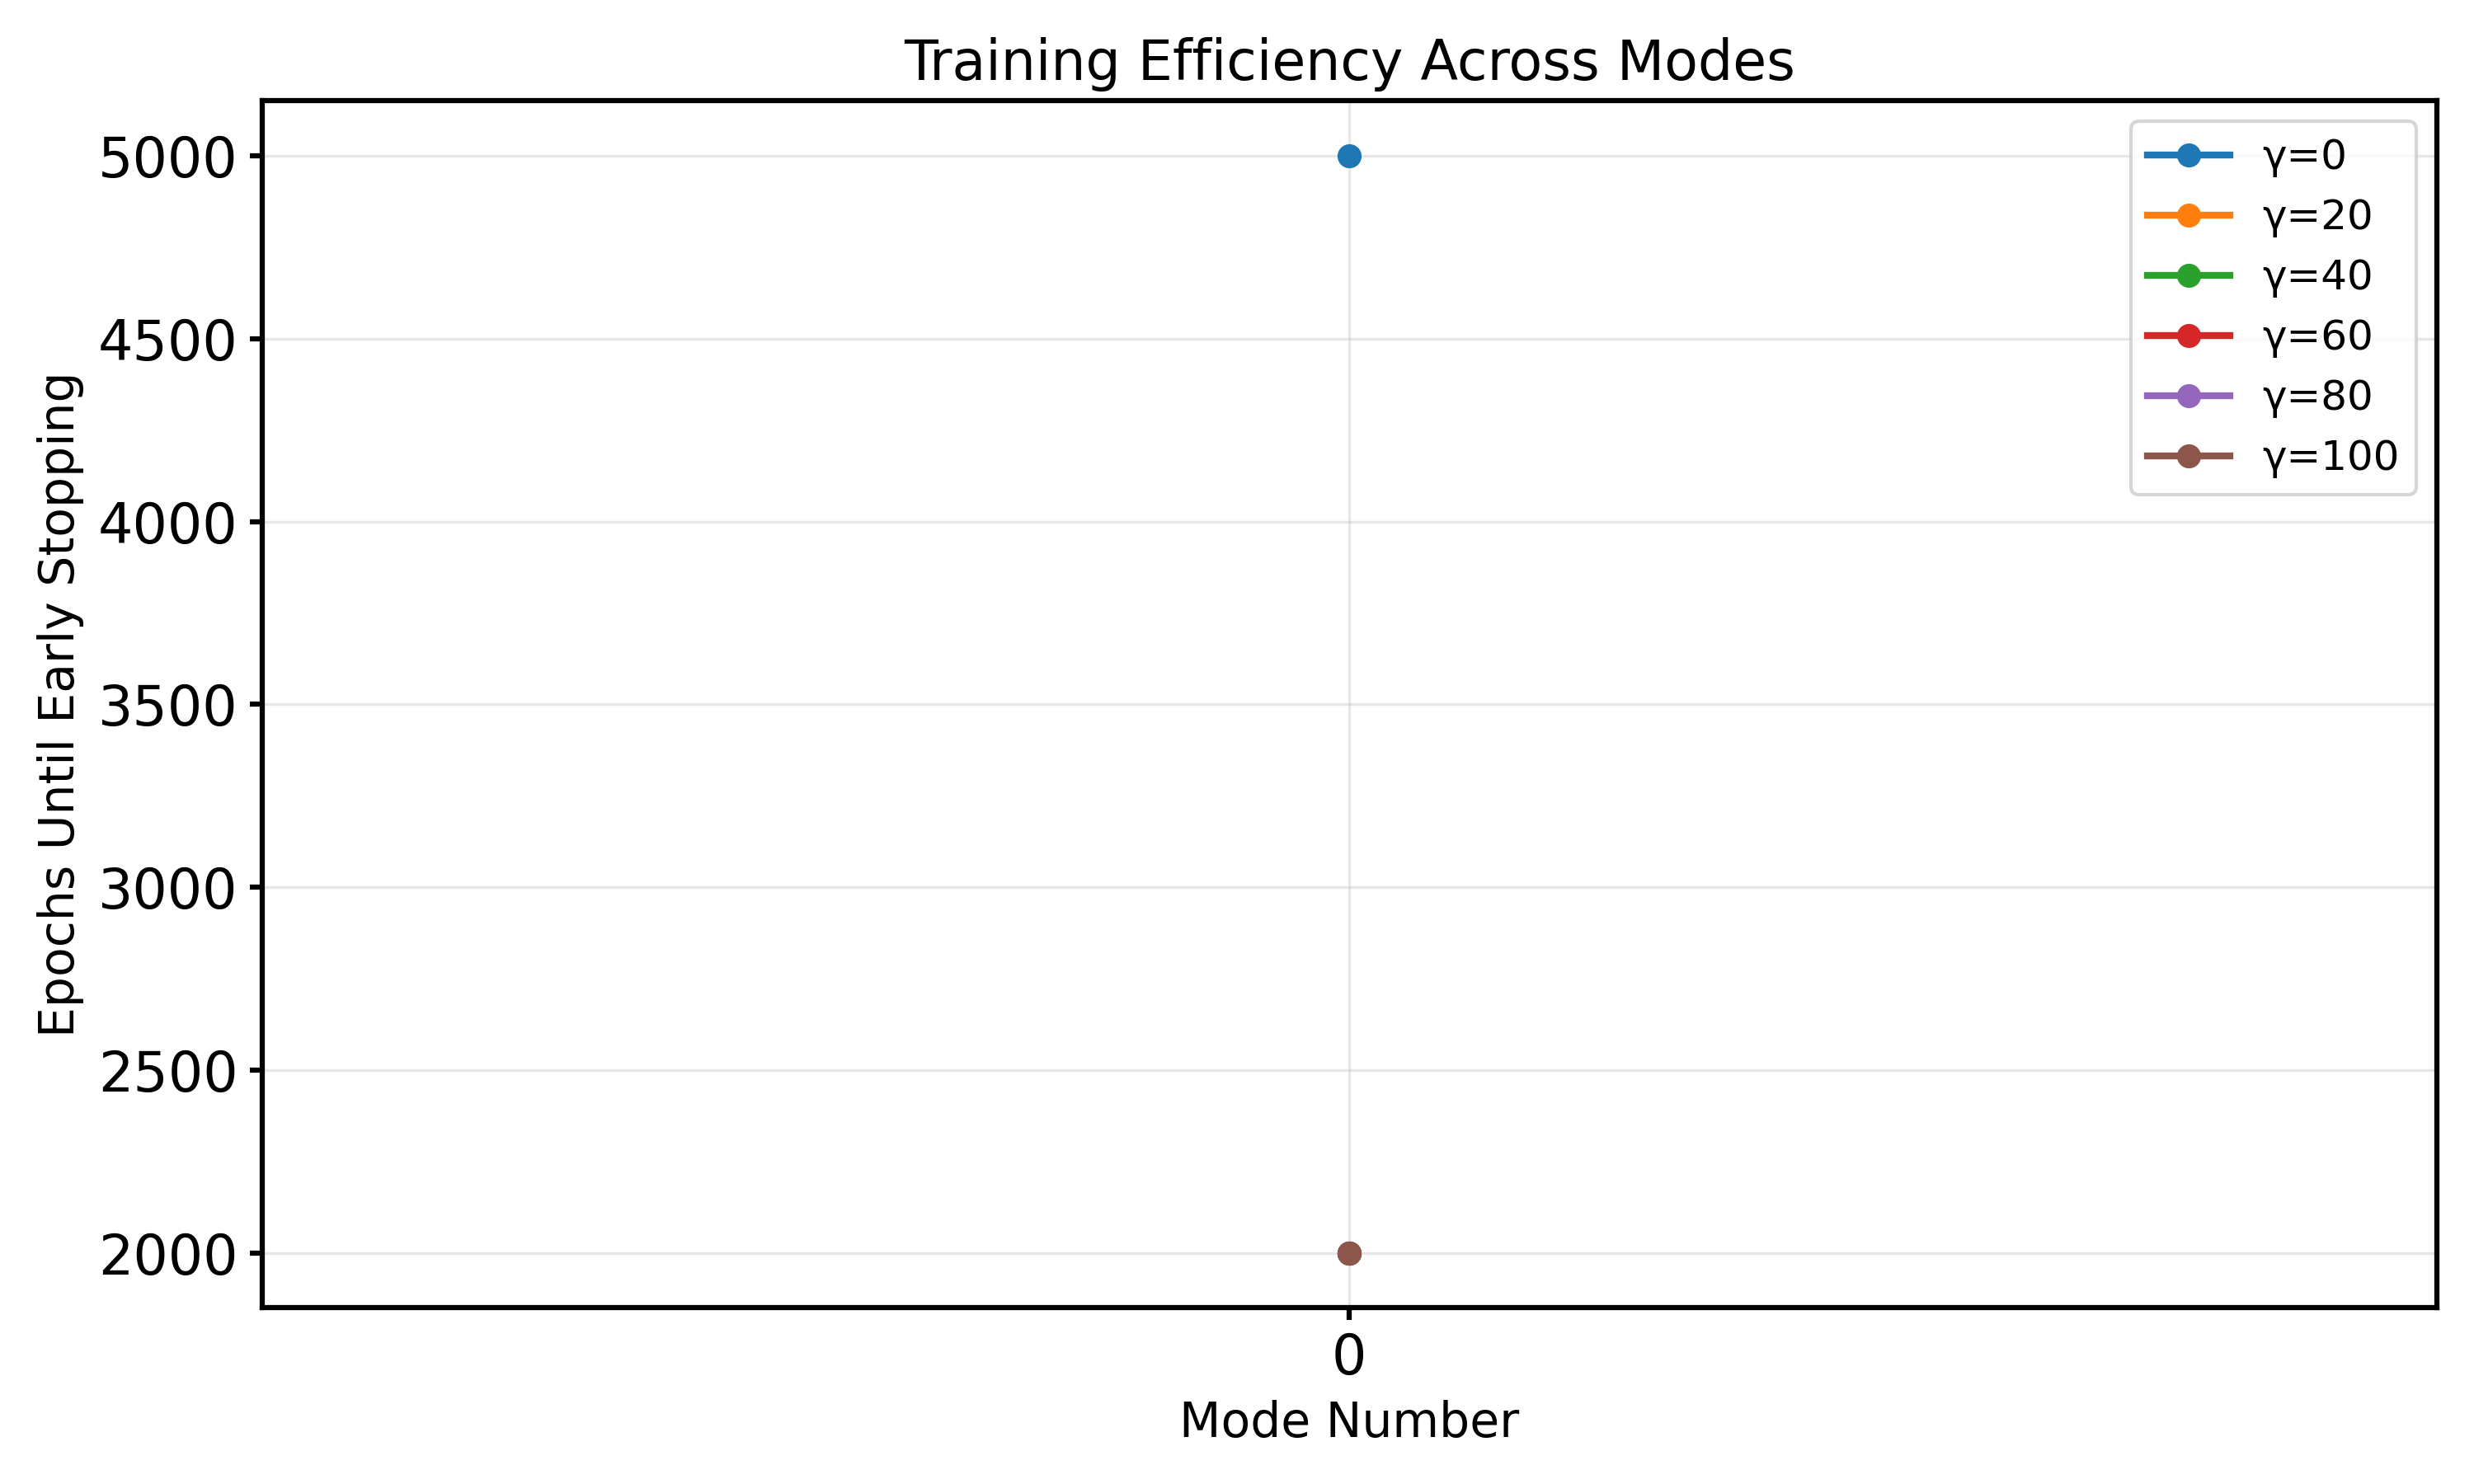 Training Efficiency Across Modes
Epochs Until Early Stopping
5000
4500
4000
3500
3000
2500
2000
γ=0
γ=20
γ=40
γ=60
γ=80
γ=100
0
Mode Number